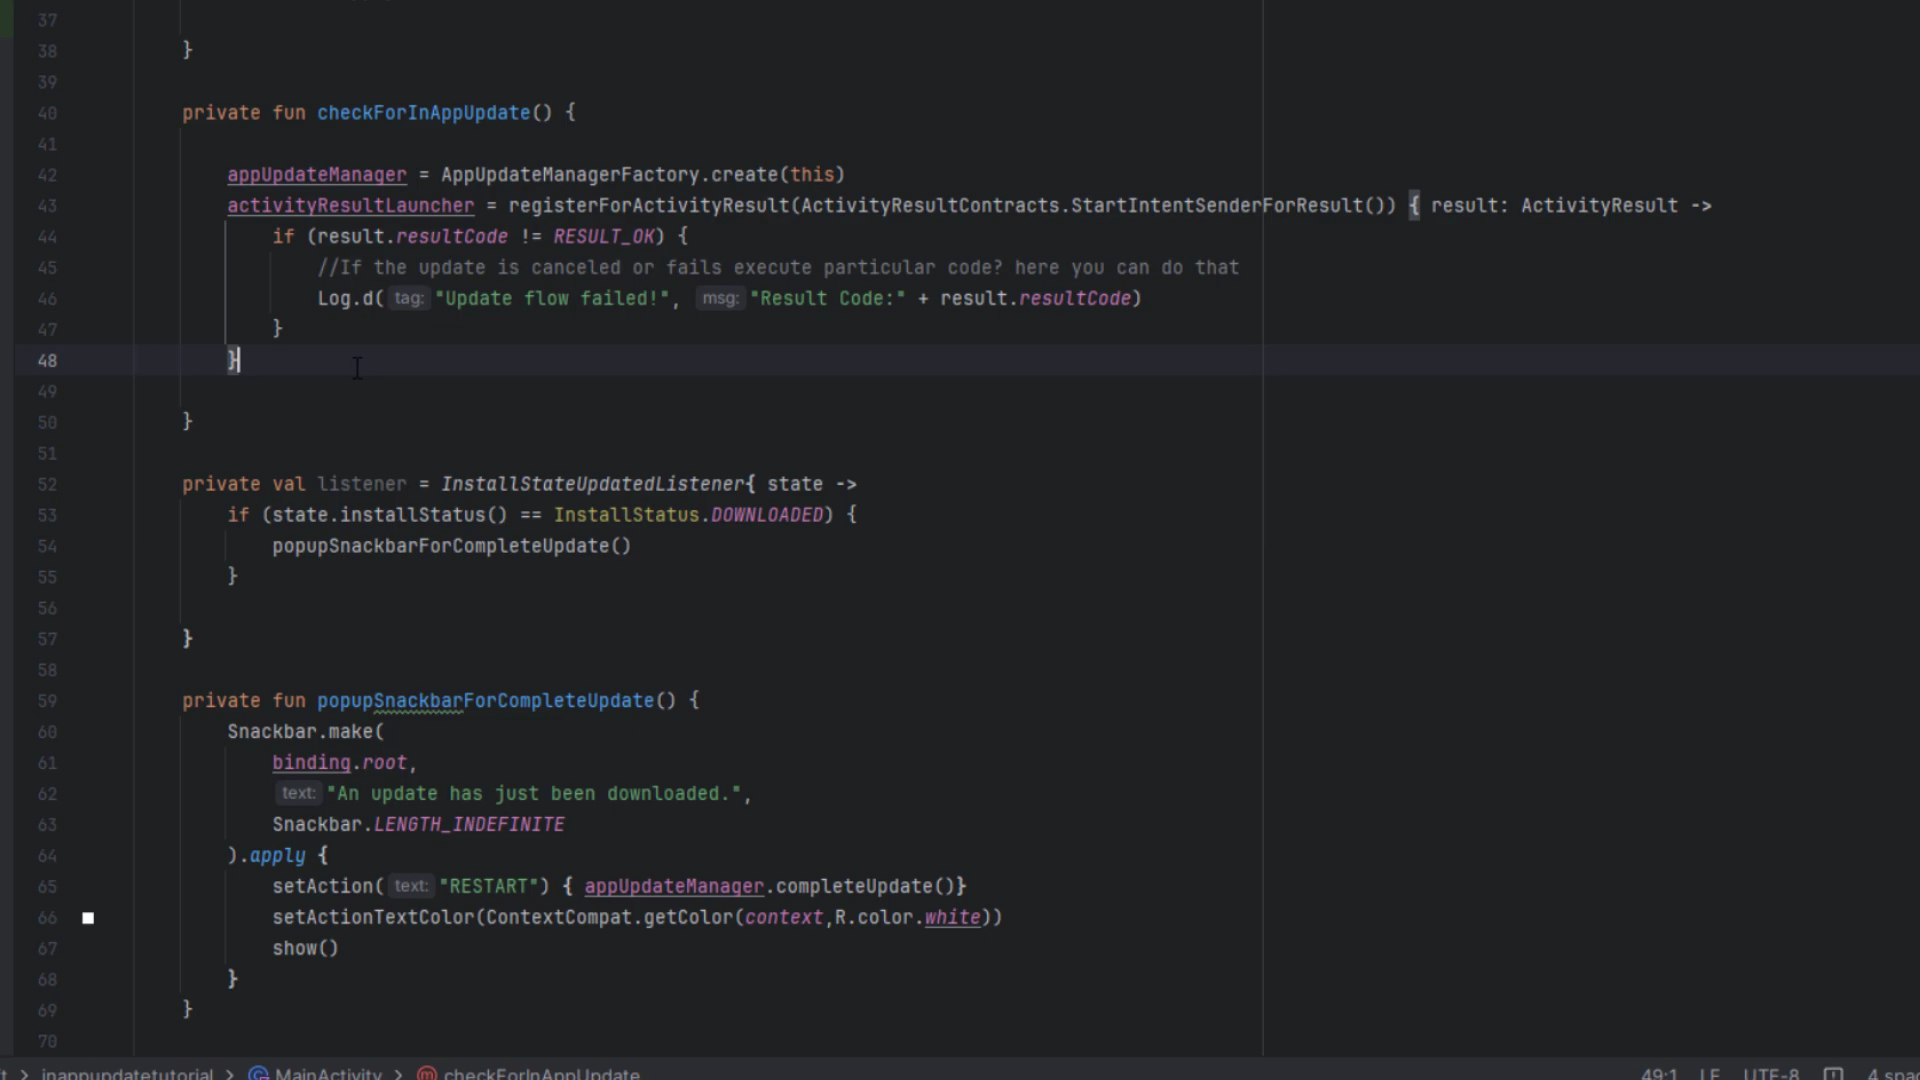 37
38 }
39
40 private fun checkForInAppUpdate() {
41
42 appUpdateManager = AppUpdateManagerFactory.create(this)
43 activityResultLauncher = registerForActivityResult(ActivityResultContracts.StartIntentSenderForResult()) { result: ActivityResult ->
44 if (result.resultCode != RESULT_OK) {
45 //If the update is canceled or fails execute particular code? here you can do that
46 Log.d( tag: "Update flow failed!", msg: "Result Code:" + result.resultCode)
47 }
48 }
49
50 }
51
52 private val listener = InstallStateUpdatedListener{ state ->
53 if (state.installStatus() == InstallStatus.DOWNLOADED) {
54 popupSnackbarForCompleteUpdate()
55 }
56
57 }
58
59 private fun popupSnackbarForCompleteUpdate() {
60 Snackbar.make(
61 binding.root,
62 text: "An update has just been downloaded.",
63 Snackbar.LENGTH_INDEFINITE
64 ).apply {
65 setAction( text: "RESTART") { appUpdateManager.completeUpdate()}
66 setActionTextColor(ContextCompat.getColor(context,R.color.white))
67 show()
68 }
69 }
70
> inappupdatetutorial > MainActivity > checkForInAppUpdate 49:1 LF UTF-8